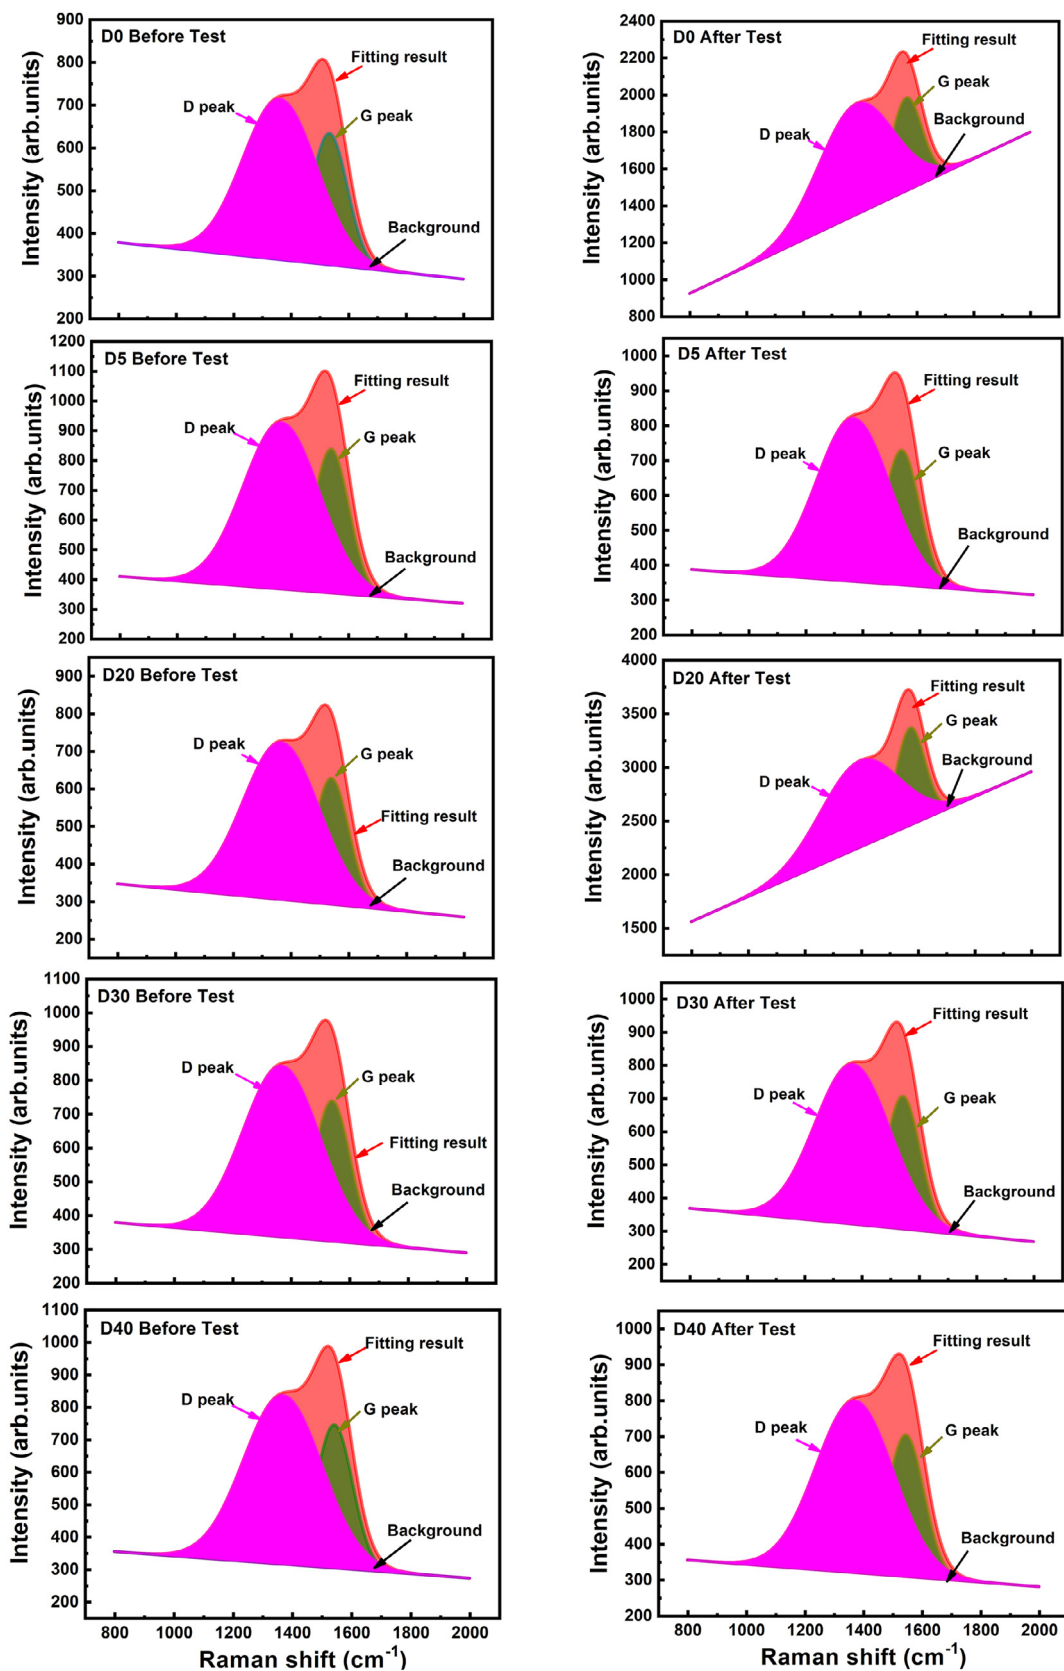 D0 Before Test
Fitting result
D peak
G peak
Background
Intensity (arb.units)
900
800
700
600
500
400
300
200
D0 After Test
Fitting result
G peak
Background
D peak
Intensity (arb.units)
2400
2200
2000
1800
1600
1400
1200
1000
800
D5 Before Test
Fitting result
D peak
G peak
Background
Intensity (arb.units)
1200
1100
1000
900
800
700
600
500
400
300
200
D5 After Test
Fitting result
D peak
G peak
Background
Intensity (arb.units)
1000
900
800
700
600
500
400
300
200
D20 Before Test
D peak
G peak
Fitting result
Background
Intensity (arb.units)
900
800
700
600
500
400
300
200
D20 After Test
Fitting result
G peak
Background
D peak
Intensity (arb.units)
4000
3500
3000
2500
2000
1500
D30 Before Test
D peak
G peak
Fitting result
Background
Intensity (arb.units)
1100
1000
900
800
700
600
500
400
300
200
D30 After Test
Fitting result
D peak
G peak
Background
Intensity (arb.units)
1000
900
800
700
600
500
400
300
200
D40 Before Test
Fitting result
D peak
G peak
Background
Intensity (arb.units)
1100
1000
900
800
700
600
500
400
300
200
800 1000 1200 1400 1600 1800 2000
Raman shift (cm⁻¹)
D40 After Test
Fitting result
D peak
G peak
Background
Intensity (arb.units)
1000
900
800
700
600
500
400
300
200
800 1000 1200 1400 1600 1800 2000
Raman shift (cm⁻¹)